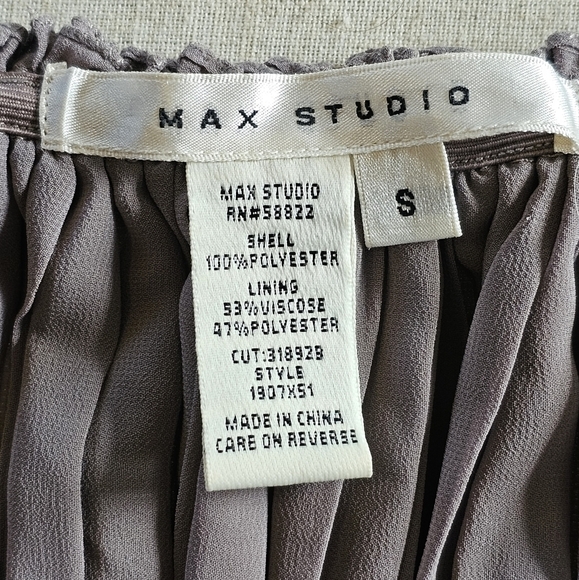 MAX STUDIO
S
MAX STUDIO
RN#58822
SHELL
100%POLYESTER
LINING
53%VISCOSE
47%POLYESTER
CUT:318928
STYLE
1907X51
MADE IN CHINA
CARE ON REVERSE